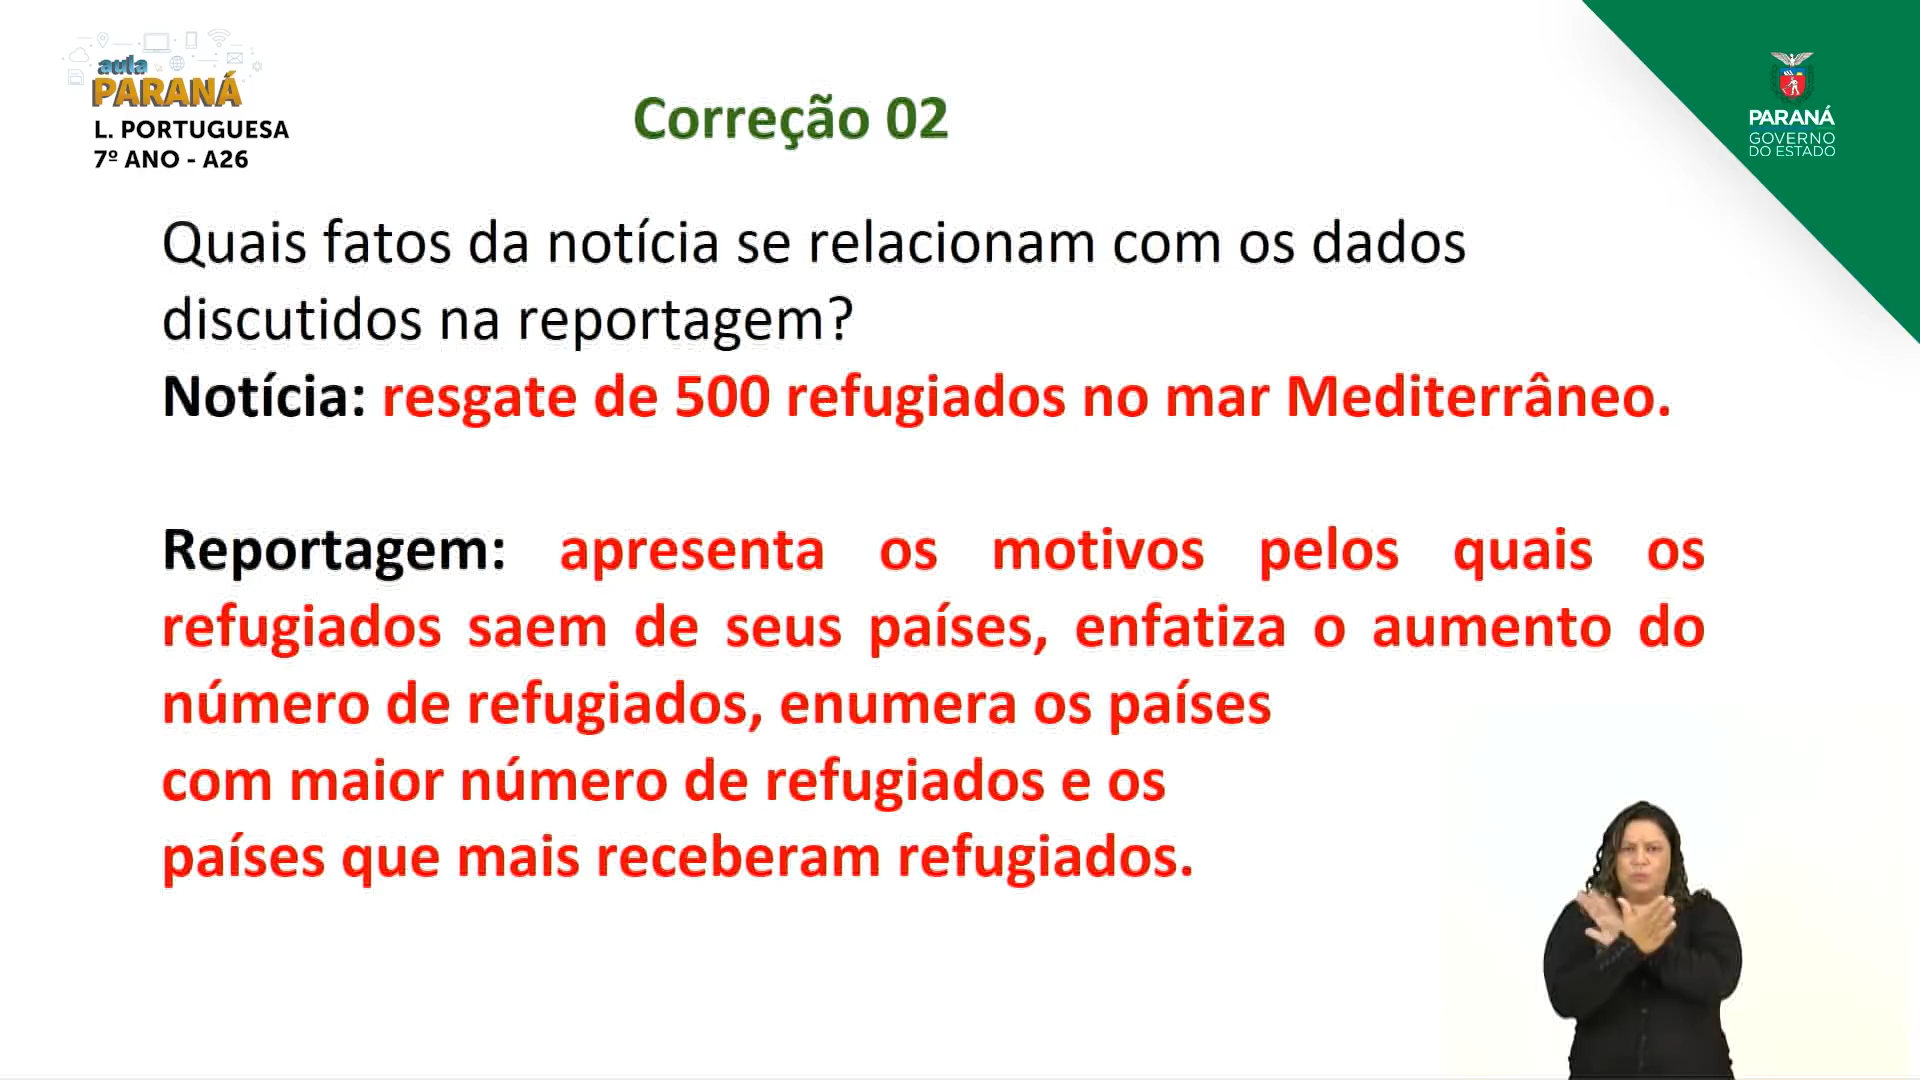 aula
PARANÁ
L. PORTUGUESA
7º ANO - A26
Correção 02
PARANÁ
GOVERNO
DO ESTADO
Quais fatos da notícia se relacionam com os dados
discutidos na reportagem?
Notícia: resgate de 500 refugiados no mar Mediterrâneo.
Reportagem: apresenta os motivos pelos quais os
refugiados saem de seus países, enfatiza o aumento do
número de refugiados, enumera os países
com maior número de refugiados e os
países que mais receberam refugiados.